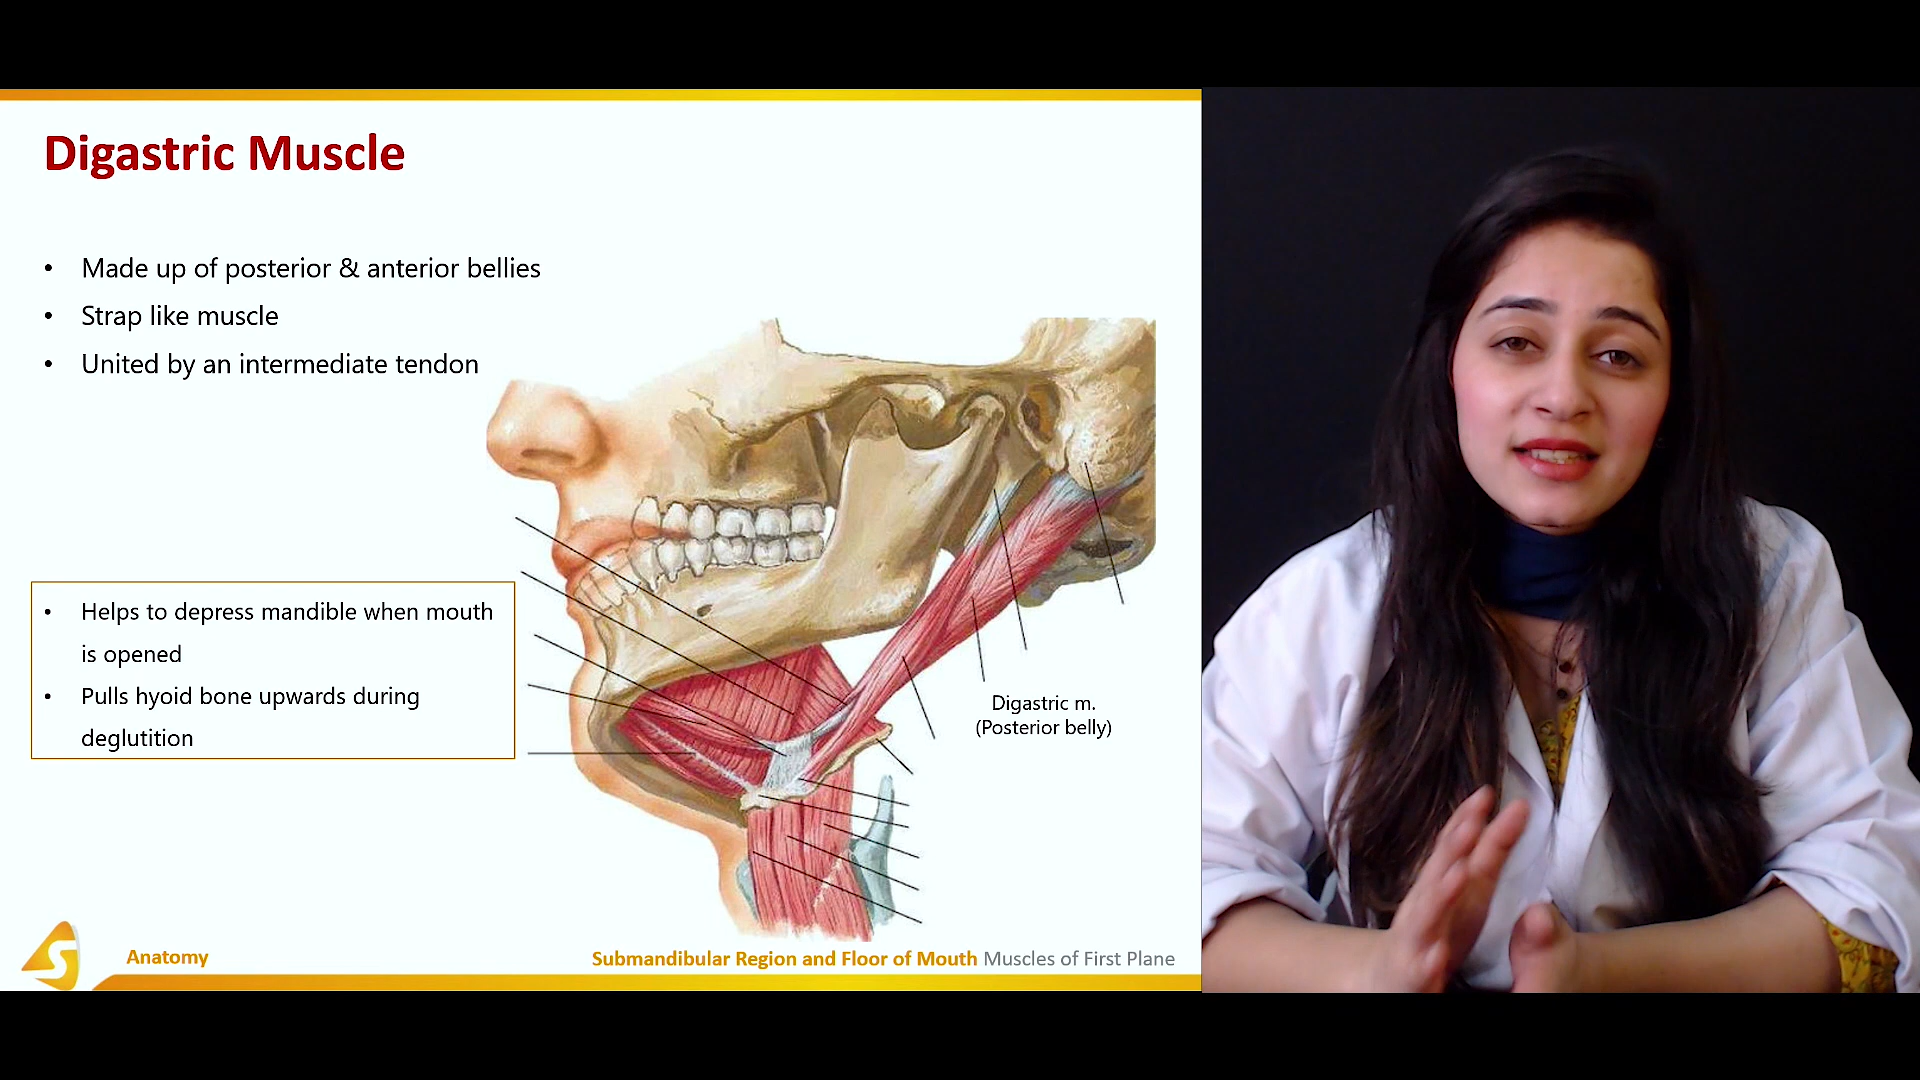 Digastric Muscle
• Made up of posterior & anterior bellies
• Strap like muscle
• United by an intermediate tendon
• Helps to depress mandible when mouth
is opened
• Pulls hyoid bone upwards during
deglutition
Digastric m.
(Posterior belly)
S
Anatomy
Submandibular Region and Floor of Mouth Muscles of First Plane